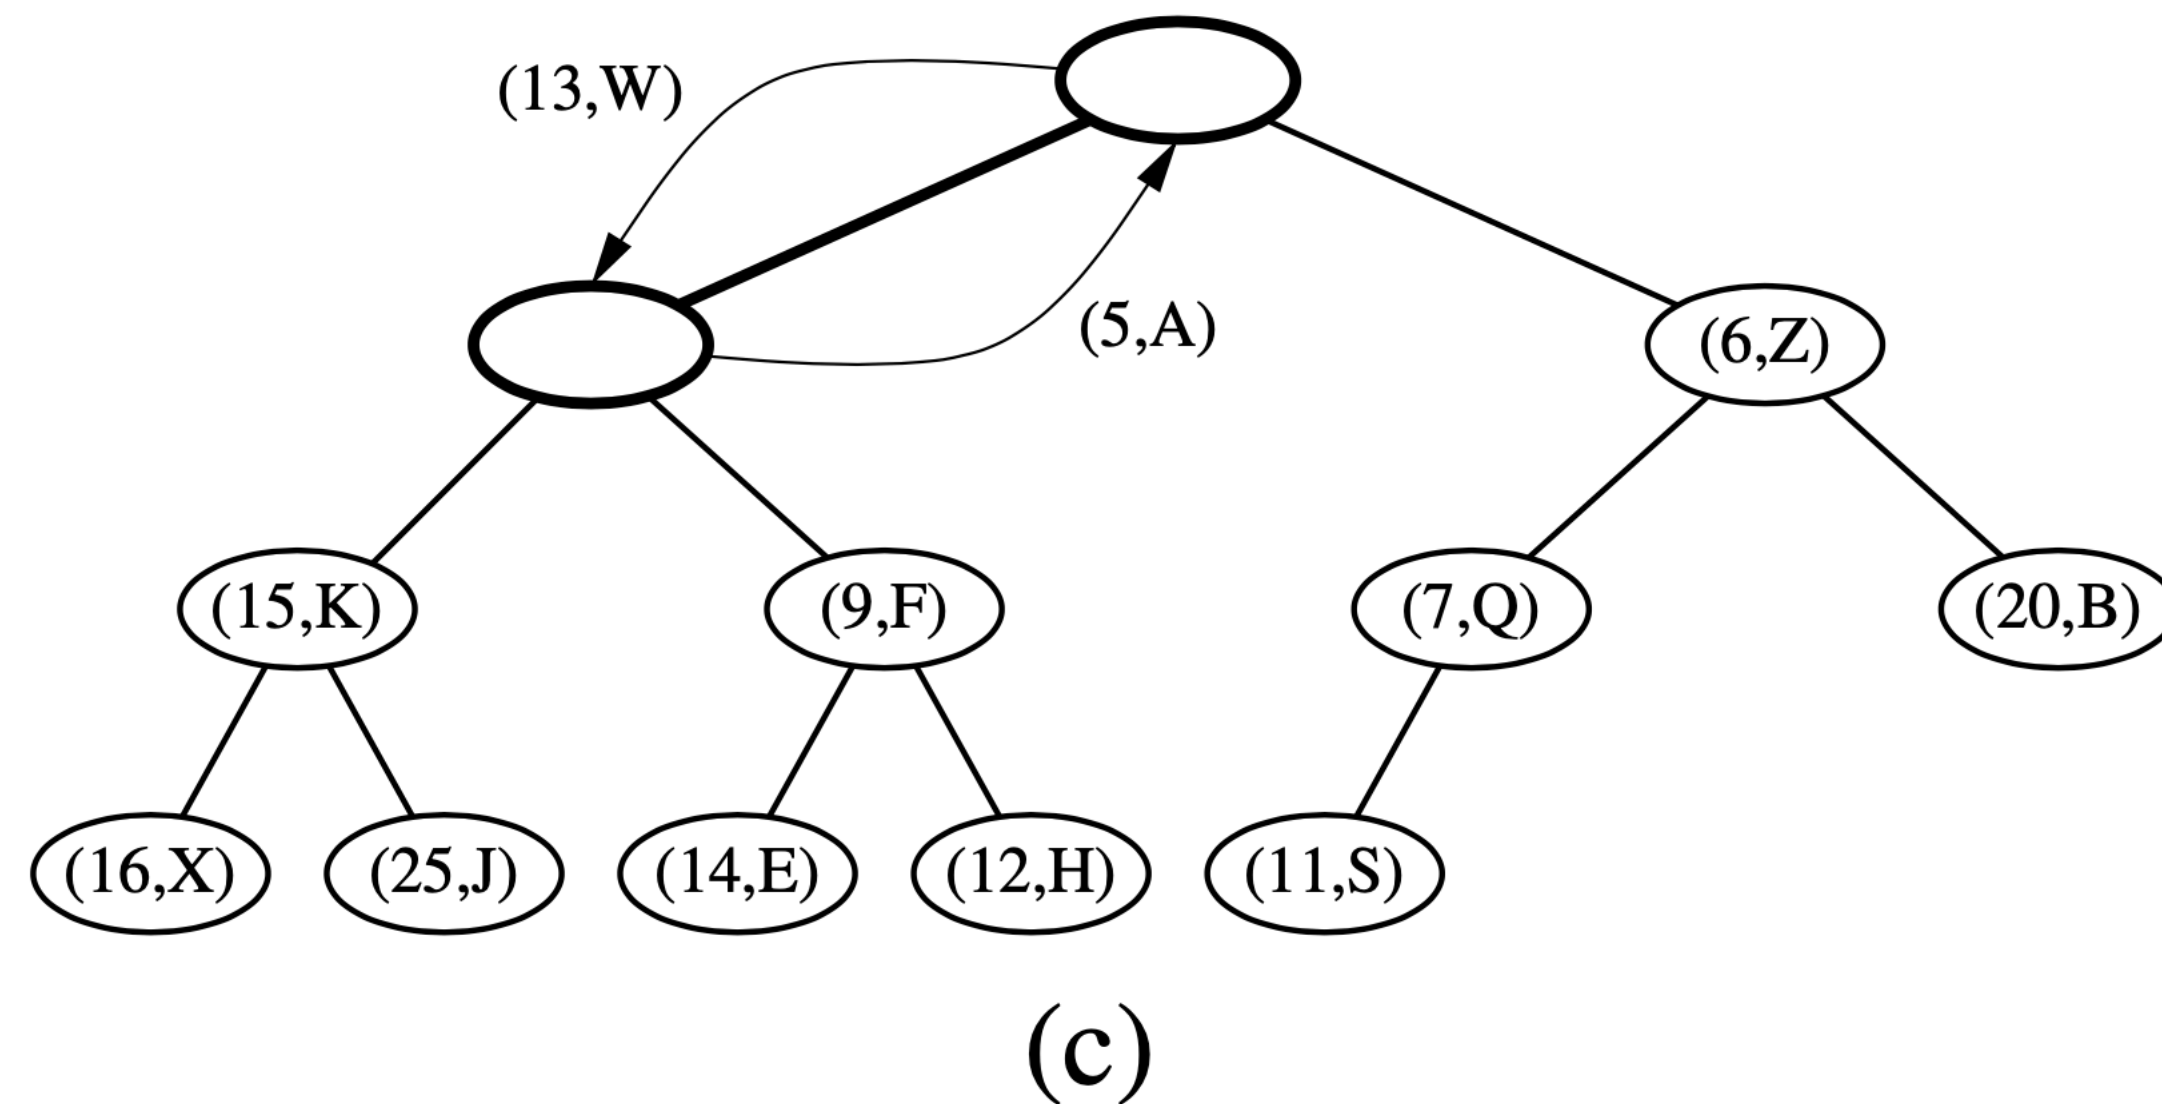 (13,W)
(5,A)
(6,Z)
(15,K)
(9,F)
(7,Q)
(20,B)
(16,X)
(25,J)
(14,E)
(12,H)
(11,S)
(c)